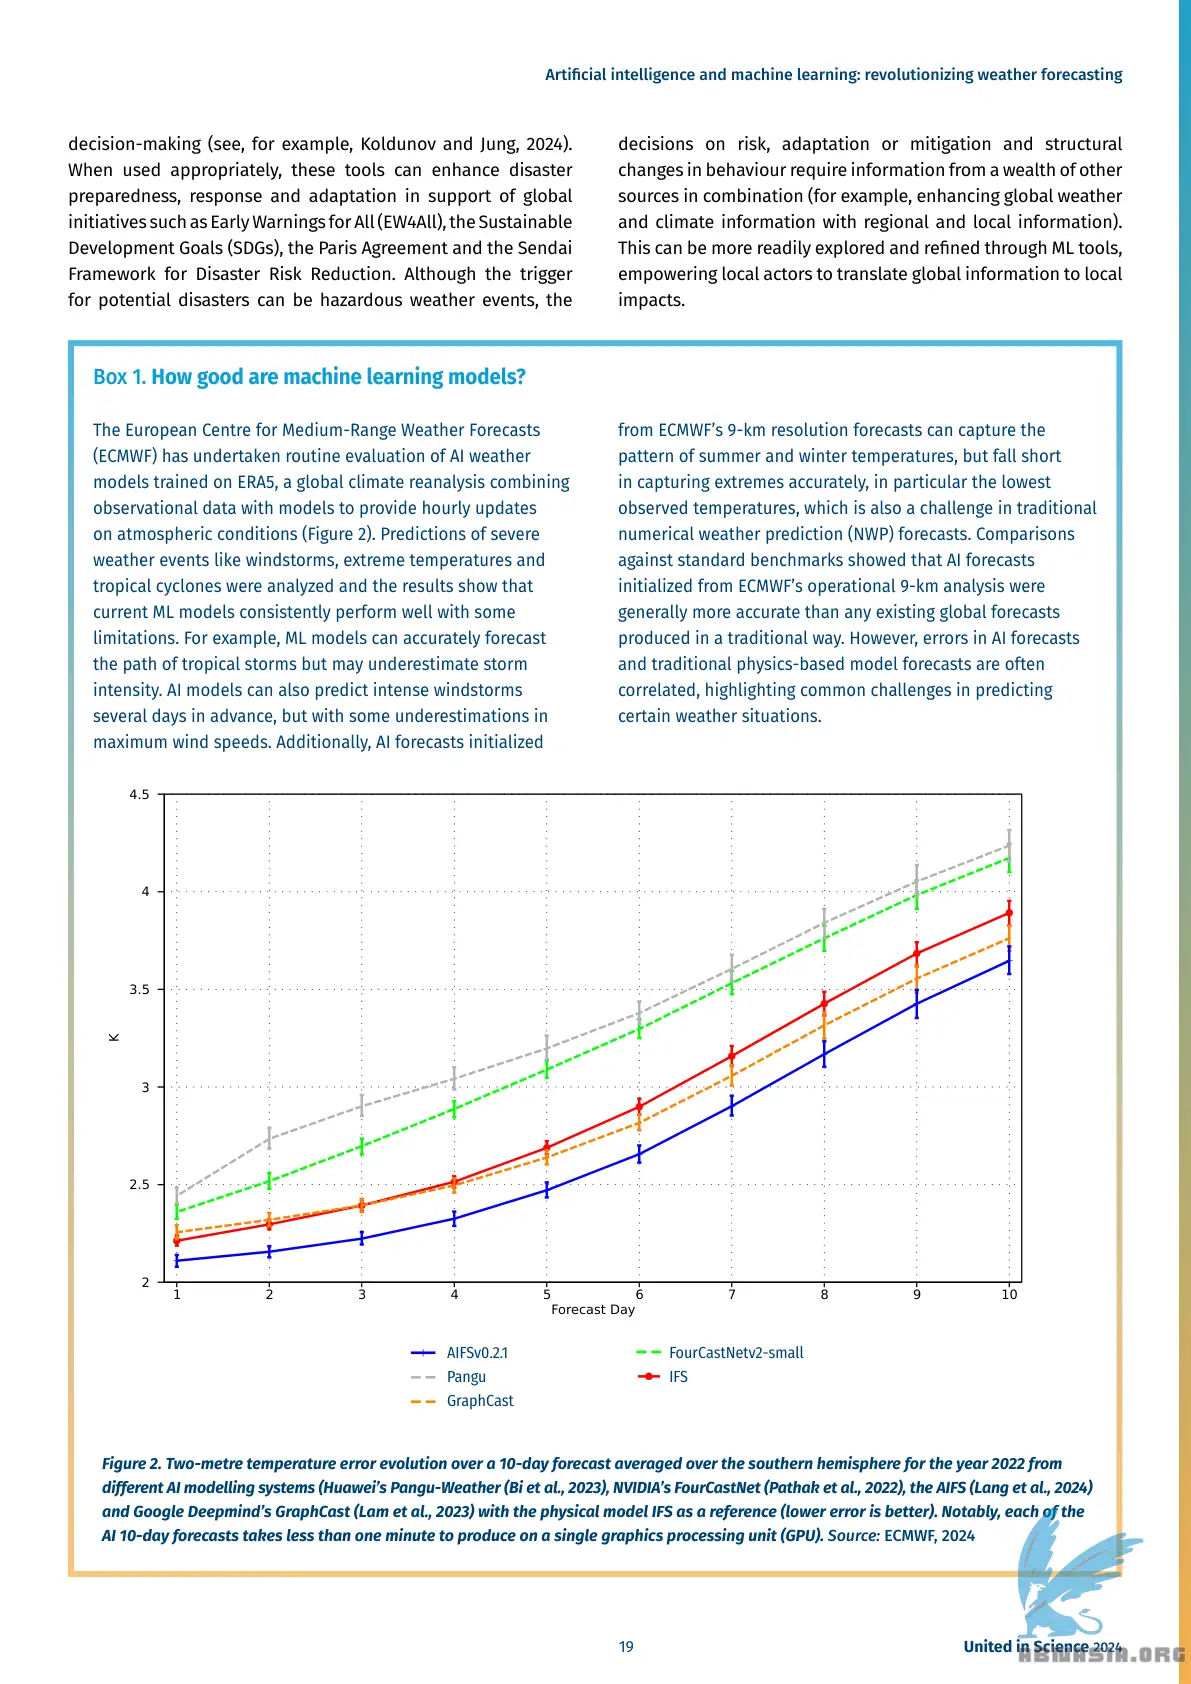 Artificial intelligence and machine learning: revolutionizing weather forecasting
decision-making (see, for example, Koldunov and Jung, 2024).
When used appropriately, these tools can enhance disaster
preparedness, response and adaptation in support of global
initiatives such as Early Warnings for All (EW4All), the Sustainable
Development Goals (SDGs), the Paris Agreement and the Sendai
Framework for Disaster Risk Reduction. Although the trigger
for potential disasters can be hazardous weather events, the
decisions on risk, adaptation or mitigation and structural
changes in behaviour require information from a wealth of other
sources in combination (for example, enhancing global weather
and climate information with regional and local information).
This can be more readily explored and refined through ML tools,
empowering local actors to translate global information to local
impacts.
Box 1. How good are machine learning models?
The European Centre for Medium-Range Weather Forecasts
(ECMWF) has undertaken routine evaluation of AI weather
models trained on ERA5, a global climate reanalysis combining
observational data with models to provide hourly updates
on atmospheric conditions (Figure 2). Predictions of severe
weather events like windstorms, extreme temperatures and
tropical cyclones were analyzed and the results show that
current ML models consistently perform well with some
limitations. For example, ML models can accurately forecast
the path of tropical storms but may underestimate storm
intensity. AI models can also predict intense windstorms
several days in advance, but with some underestimations in
maximum wind speeds. Additionally, AI forecasts initialized
from ECMWF's 9-km resolution forecasts can capture the
pattern of summer and winter temperatures, but fall short
in capturing extremes accurately, in particular the lowest
observed temperatures, which is also a challenge in traditional
numerical weather prediction (NWP) forecasts. Comparisons
against standard benchmarks showed that AI forecasts
initialized from ECMWF's operational 9-km analysis were
generally more accurate than any existing global forecasts
produced in a traditional way. However, errors in AI forecasts
and traditional physics-based model forecasts are often
correlated, highlighting common challenges in predicting
certain weather situations.
4.5
4
3.5
3
2.5
2
K
1 2 3 4 5 6 7 8 9 10
Forecast Day
AIFSv0.2.1
Pangu
GraphCast
FourCastNetv2-small
IFS
Figure 2. Two-metre temperature error evolution over a 10-day forecast averaged over the southern hemisphere for the year 2022 from
different AI modelling systems (Huawei's Pangu-Weather (Bi et al., 2023), NVIDIA's FourCastNet (Pathak et al., 2022), the AIFS (Lang et al., 2024)
and Google Deepmind's GraphCast (Lam et al., 2023) with the physical model IFS as a reference (lower error is better). Notably, each of the
AI 10-day forecasts takes less than one minute to produce on a single graphics processing unit (GPU). Source: ECMWF, 2024
19
United in Science 2024
ABNASIA.ORG